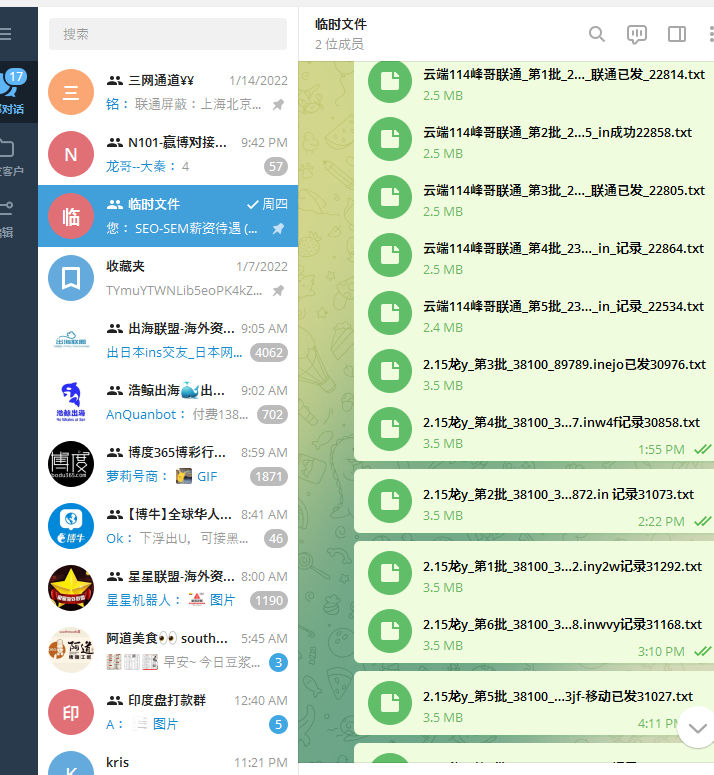 17
对话
客户
搜索
三网通道¥¥
1/14/2022
铭： 联通屏蔽：上海北京...
N101-赢博对接...
9:42 PM
龙哥--大秦： 4
57
临时文件
周四
您： SEO-SEM薪资待遇 (...
收藏夹
1/7/2022
TYmuYTWNLib5eoPK4kZ...
出海联盟-海外资...
9:05 AM
出日本ins交友_日本网...
4062
浩鲸出海🐳出...
9:02 AM
AnQuanbot： 付费138...
702
博度365博彩行...
8:59 AM
萝莉号商： GIF
1871
【博牛】全球华人...
8:41 AM
Ok： 下浮出U，可接黑...
46
星星联盟-海外资...
8:00 AM
星星机器人： 图片
1190
阿道美食👀 south...
5:45 AM
早安~ 今日豆浆...
3
印度盘打款群
12:40 AM
A： 图片
5
kris
11:21 PM
三
N
临
出海联盟
浩鲸出海
博度
bodu365.com
博牛
阿道
印
K
临时文件
2 位成员
云端114峰哥联通_第1批_2..._联通已发_22814.txt
2.5 MB
云端114峰哥联通_第2批_2...5_in成功22858.txt
2.5 MB
云端114峰哥联通_第3批_2..._联通已发_22805.txt
2.5 MB
云端114峰哥联通_第4批_23..._in_记录_22864.txt
2.5 MB
云端114峰哥联通_第5批_23..._in_记录_22534.txt
2.4 MB
2.15龙y_第3批_38100_89789.inejo已发30976.txt
3.5 MB
2.15龙y_第4批_38100_3...7.inw4f记录30858.txt
3.5 MB
1:55 PM
2.15龙y_第2批_38100_3...872.in 记录31073.txt
3.5 MB
2:22 PM
2.15龙y_第1批_38100_3...2.iny2w记录31292.txt
3.5 MB
2.15龙y_第6批_38100_3...8.inwvy记录31168.txt
3.5 MB
3:10 PM
2.15龙y_第5批_38100_...3jf-移动已发31027.txt
3.5 MB
4:11 PM